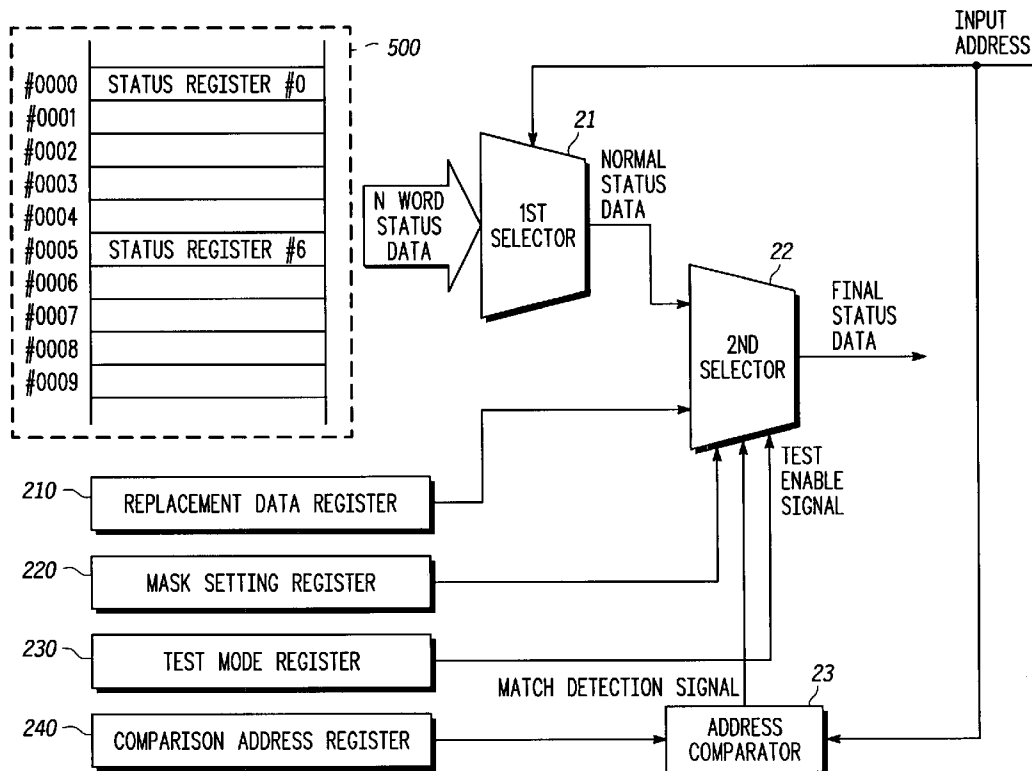 500
INPUT
ADDRESS
#0000 STATUS REGISTER #0
#0001
#0002
#0003
#0004
#0005 STATUS REGISTER #6
#0006
#0007
#0008
#0009
N WORD
STATUS
DATA
21
1ST
SELECTOR
NORMAL
STATUS
DATA
22
2ND
SELECTOR
FINAL
STATUS
DATA
TEST
ENABLE
SIGNAL
210
REPLACEMENT DATA REGISTER
220
MASK SETTING REGISTER
230
TEST MODE REGISTER
MATCH DETECTION SIGNAL
23
240
COMPARISON ADDRESS REGISTER
ADDRESS
COMPARATOR